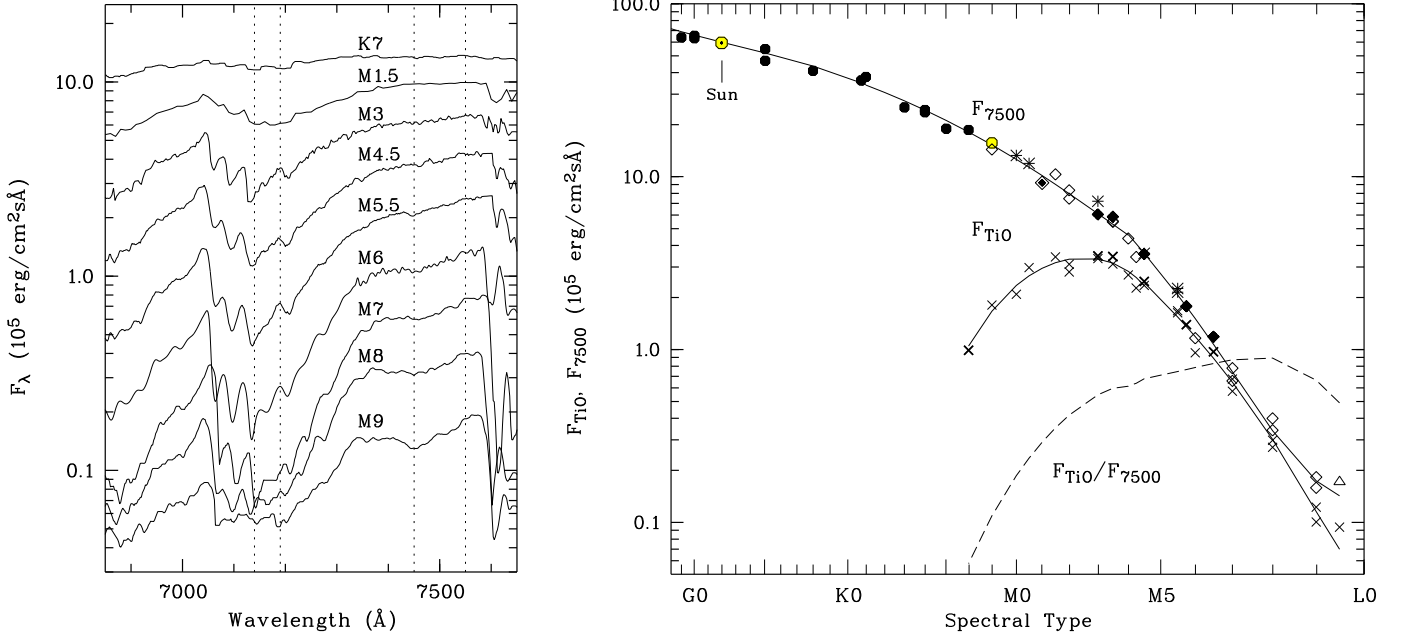 K7
M1.5
M3
M4.5
M5.5
M6
M7
M8
M9
10.0
1.0
0.1
F_λ (10^5 erg/cm^2sÅ)
7000 7500
Wavelength (Å)
100.0
10.0
1.0
0.1
F_TiO, F_7500 (10^5 erg/cm^2sÅ)
Sun
F_7500
F_TiO
F_TiO/F_7500
G0 K0 M0 M5 L0
Spectral Type